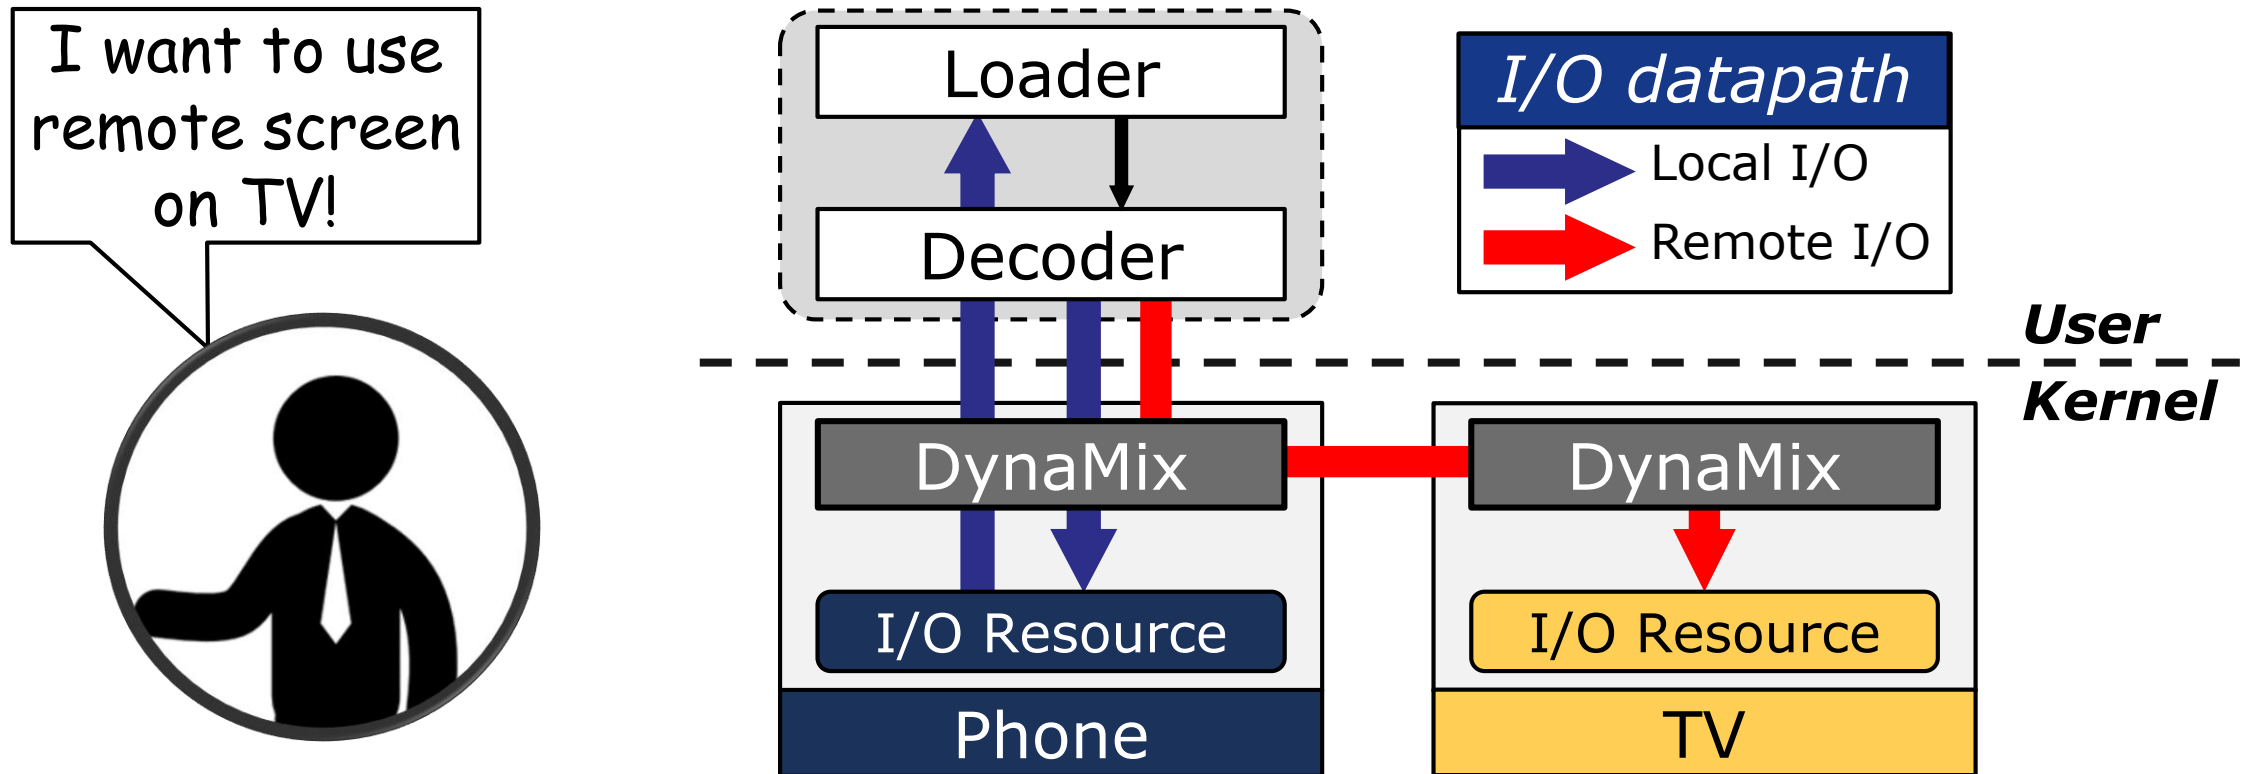 I want to use
remote screen
on TV!
Loader
Decoder
I/O datapath
Local I/O
Remote I/O
User
Kernel
DynaMix
DynaMix
I/O Resource
I/O Resource
Phone
TV